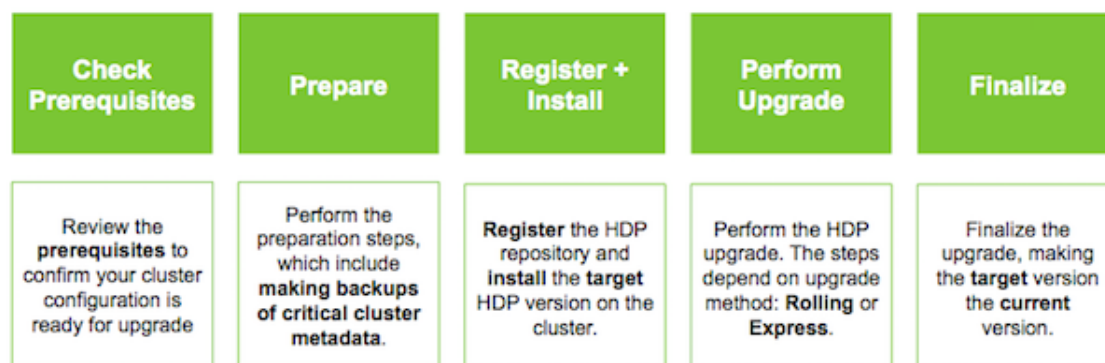 Check
Prerequisites
Prepare
Register +
Install
Perform
Upgrade
Finalize
Review the
prerequisites to
confirm your cluster
configuration is
ready for upgrade
Perform the
preparation steps,
which include
making backups
of critical cluster
metadata.
Register the HDP
repository and
install the target
HDP version on the
cluster.
Perform the HDP
upgrade. The steps
depend on upgrade
method: Rolling or
Express.
Finalize the
upgrade, making
the target version
the current
version.